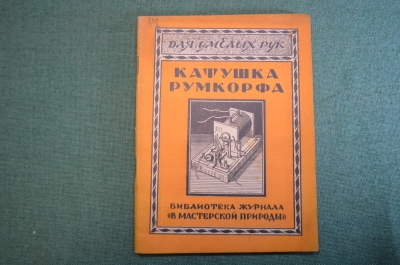 ДЛЯ УМЕЛЫХ РУК
КАТУШКА
РУМКОРФА
БИБЛИОТЕКА ЖУРНАЛА
«В МАСТЕРСКОЙ ПРИРОДЫ»